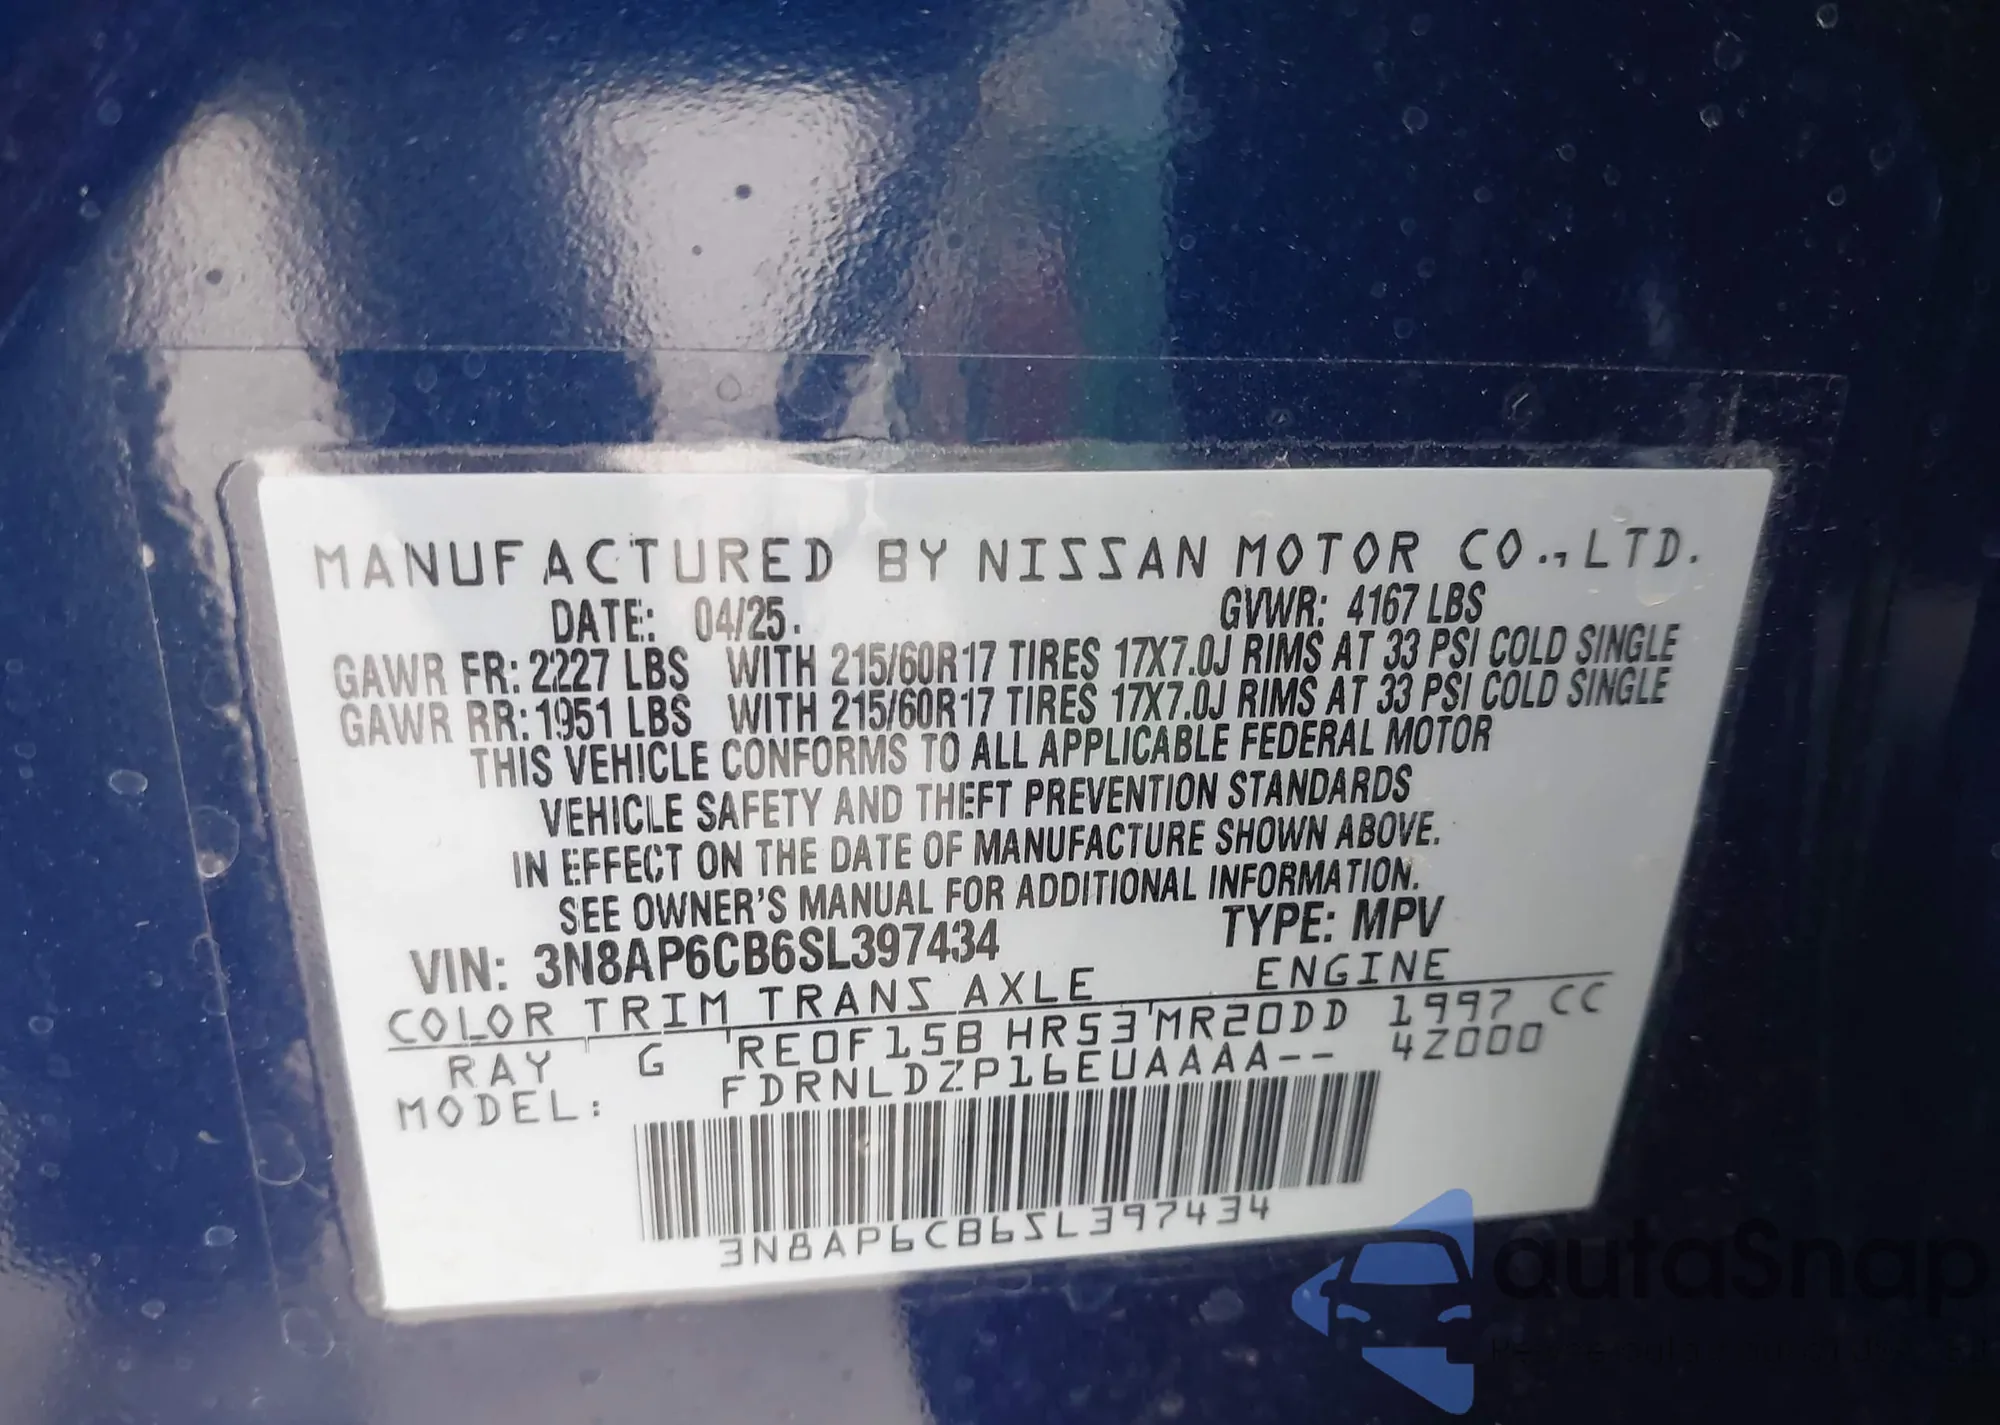 MANUFACTURED BY NISSAN MOTOR CO., LTD.
DATE: 04/25. GVWR: 4167 LBS
GAWR FR: 2227 LBS WITH 215/60R17 TIRES 17X7.0J RIMS AT 33 PSI COLD SINGLE
GAWR RR: 1951 LBS WITH 215/60R17 TIRES 17X7.0J RIMS AT 33 PSI COLD SINGLE
THIS VEHICLE CONFORMS TO ALL APPLICABLE FEDERAL MOTOR
VEHICLE SAFETY AND THEFT PREVENTION STANDARDS
IN EFFECT ON THE DATE OF MANUFACTURE SHOWN ABOVE.
SEE OWNER'S MANUAL FOR ADDITIONAL INFORMATION.
VIN: 3N8AP6CB6SL397434 TYPE: MPV
COLOR TRIM TRANS AXLE ENGINE
RAY G RE0F15B HR53 MR20DD 1997 CC
MODEL: FDRNLDZP16EUAAAA-- 4Z000
3N8AP6CB6SL397434
autaSnap